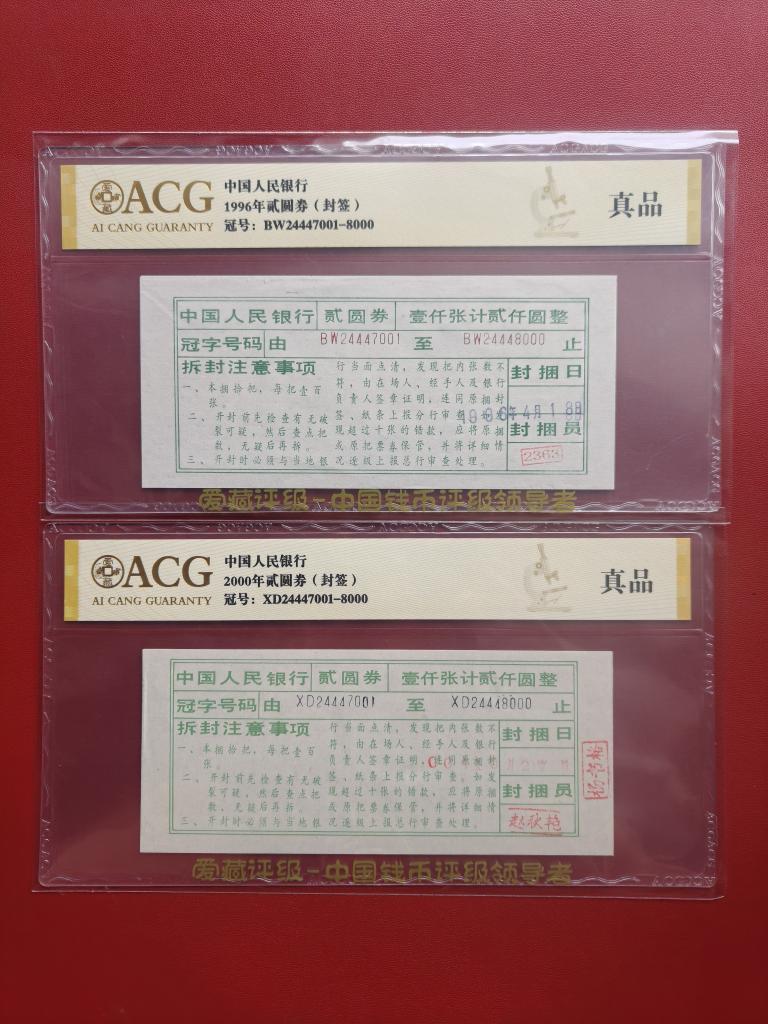 ACG
AI CANG GUARANTY
中国人民银行
1996年贰圆券（封签）
冠号：BW24447001-8000
真品
中国人民银行 贰圆券 壹仟张计贰仟圆整
冠字号码 由 BW24447001 至 BW24448000 止
拆封注意事项
一、本捆拾把，每把壹百
张。
二、开封前先检查有无破
裂可疑，然后查点把
数，无疑后再拆。
三、开封时必须与当地银
行当面点清，发现把内张数不
符，由在场人、经手人及银行
负责人签章证明，连同原捆封
签、纸条上报分行审查。如发
现超过十张的错款，应将原捆
或原把票券保管，并将详细情
况逐级上报总行审查处理。
封捆日
1996年4月18日
封捆员
2363
爱藏评级-中国钱币评级领导者
ACG
AI CANG GUARANTY
中国人民银行
2000年贰圆券（封签）
冠号：XD24447001-8000
真品
中国人民银行 贰圆券 壹仟张计贰仟圆整
冠字号码 由 XD24447001 至 XD24448000 止
拆封注意事项
一、本捆拾把，每把壹百
张。
二、开封前先检查有无破
裂可疑，然后查点把
数，无疑后再拆。
三、开封时必须与当地银
行当面点清，发现把内张数不
符，由在场人、经手人及银行
负责人签章证明，连同原捆封
签、纸条上报分行审查。如发
现超过十张的错款，应将原捆
或原把票券保管，并将详细情
况逐级上报总行审查处理。
封捆日
封捆员
赵秋艳
爱藏评级-中国钱币评级领导者